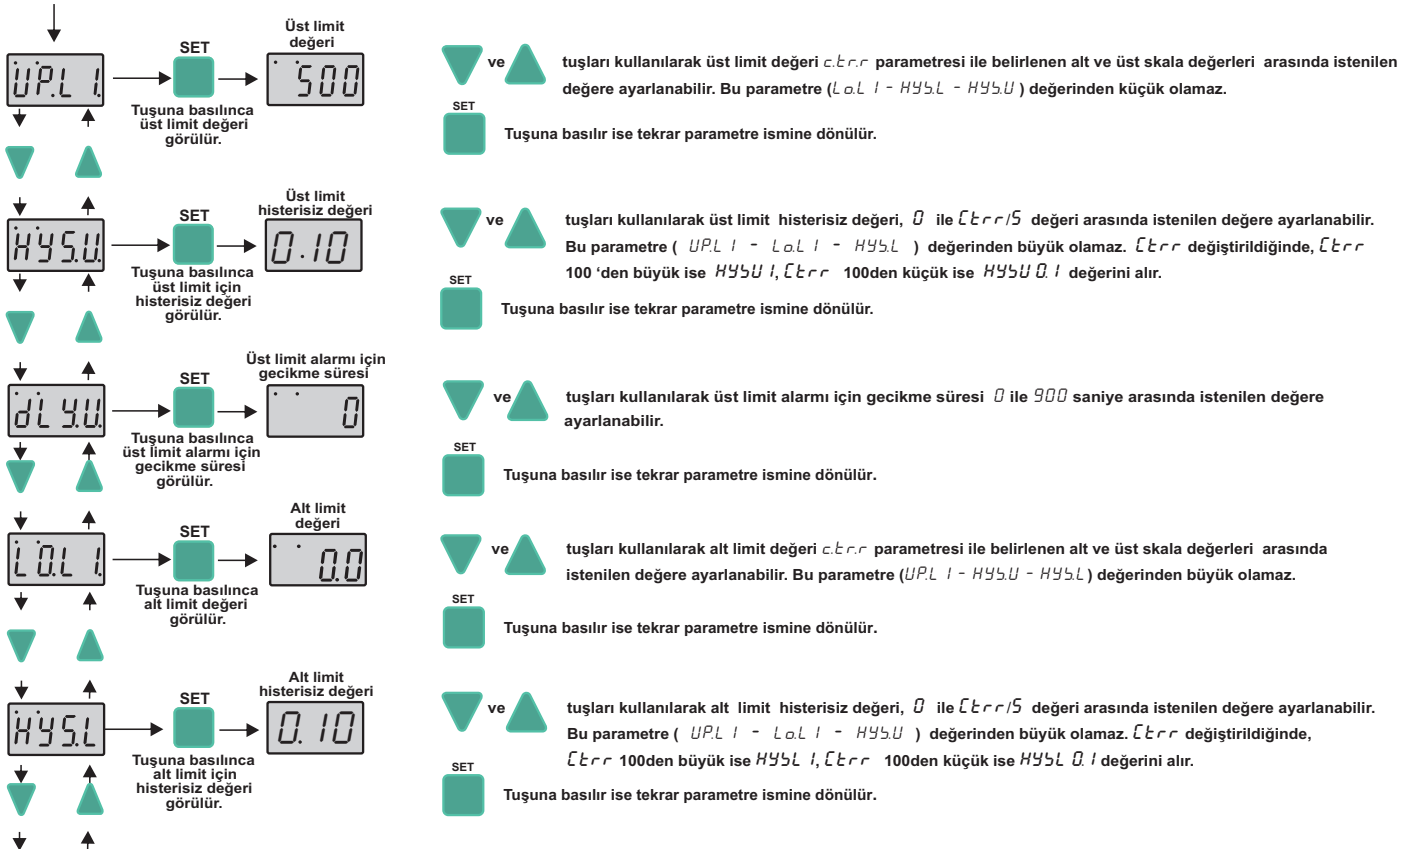 Üst limit
değeri
SET
UP.L1.
500
Tuşuna basılınca
üst limit değeri
görülür.
ve
tuşları kullanılarak üst limit değeri c.tr.r parametresi ile belirlenen alt ve üst skala değerleri arasında istenilen
değere ayarlanabilir. Bu parametre (Lo.L1 - HYS.L - HYS.U) değerinden küçük olamaz.
SET
Tuşuna basılır ise tekrar parametre ismine dönülür.
Üst limit
histerisiz değeri
SET
HYS.U.
0.10
Tuşuna basılınca
üst limit için
histerisiz değeri
görülür.
ve
tuşları kullanılarak üst limit histerisiz değeri, 0 ile Ctrr/5 değeri arasında istenilen değere ayarlanabilir.
Bu parametre ( UP.L1 - Lo.L1 - HYS.L ) değerinden büyük olamaz. Ctrr değiştirildiğinde, Ctrr
100 ‘den büyük ise HYSU 1, Ctrr 100den küçük ise HYSU 0.1 değerini alır.
SET
Tuşuna basılır ise tekrar parametre ismine dönülür.
Üst limit alarmı için
gecikme süresi
SET
dLY.U.
0
Tuşuna basılınca
üst limit alarmı için
gecikme süresi
görülür.
ve
tuşları kullanılarak üst limit alarmı için gecikme süresi 0 ile 900 saniye arasında istenilen değere
ayarlanabilir.
SET
Tuşuna basılır ise tekrar parametre ismine dönülür.
Alt limit
değeri
SET
LO.L1.
0.0
Tuşuna basılınca
alt limit değeri
görülür.
ve
tuşları kullanılarak alt limit değeri c.tr.r parametresi ile belirlenen alt ve üst skala değerleri arasında
istenilen değere ayarlanabilir. Bu parametre (UP.L1 - HYS.U - HYS.L) değerinden büyük olamaz.
SET
Tuşuna basılır ise tekrar parametre ismine dönülür.
Alt limit
histerisiz değeri
SET
HYS.L
0.10
Tuşuna basılınca
alt limit için
histerisiz değeri
görülür.
ve
tuşları kullanılarak alt limit histerisiz değeri, 0 ile Ctrr/5 değeri arasında istenilen değere ayarlanabilir.
Bu parametre ( UP.L1 - Lo.L1 - HYS.U ) değerinden büyük olamaz. Ctrr değiştirildiğinde,
Ctrr 100den büyük ise HYSL 1, Ctrr 100den küçük ise HYSL 0.1 değerini alır.
SET
Tuşuna basılır ise tekrar parametre ismine dönülür.